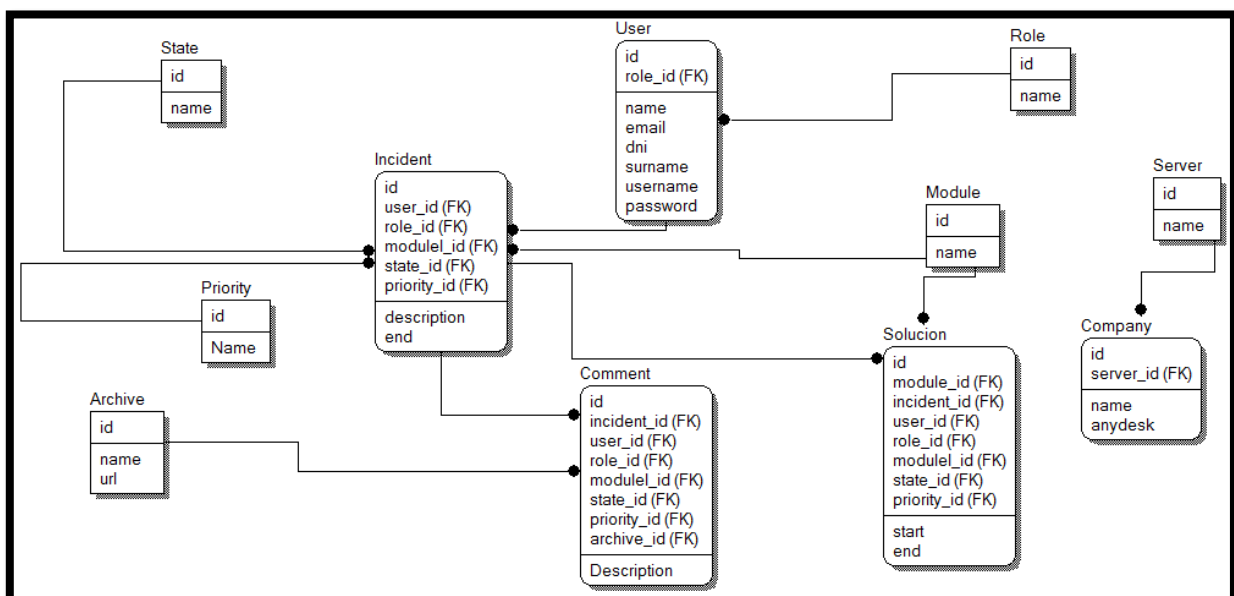 State
id
name
User
id
role_id (FK)
name
email
dni
surname
username
password
Role
id
name
Incident
id
user_id (FK)
role_id (FK)
modulel_id (FK)
state_id (FK)
priority_id (FK)
description
end
Module
id
name
Server
id
name
Priority
id
Name
Archive
id
name
url
Comment
id
incident_id (FK)
user_id (FK)
role_id (FK)
modulel_id (FK)
state_id (FK)
priority_id (FK)
archive_id (FK)
Description
Solucion
id
module_id (FK)
incident_id (FK)
user_id (FK)
role_id (FK)
modulel_id (FK)
state_id (FK)
priority_id (FK)
start
end
Company
id
server_id (FK)
name
anydesk